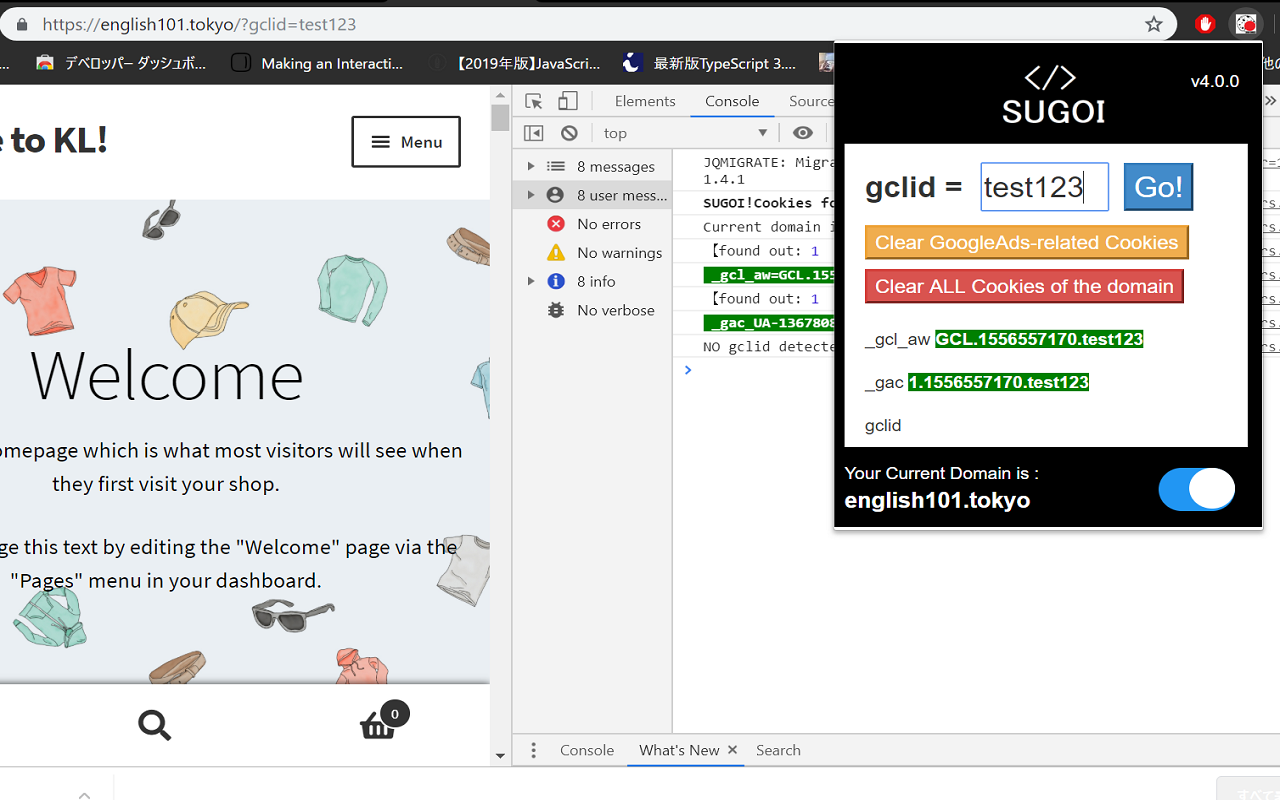 https://english101.tokyo/?gclid=test123
...
デベロッパー ダッシュボ...
Making an Interacti...
【2019年版】JavaScri...
最新版TypeScript 3....
他の
e to KL!
Menu
Welcome
omepage which is what most visitors will see when
they first visit your shop.
ge this text by editing the "Welcome" page via the
"Pages" menu in your dashboard.
0
Elements
Console
Source
»
top
8 messages
8 user mess...
No errors
No warnings
8 info
No verbose
JQMIGRATE: Migra
1.4.1
SUGOI!Cookies fo
Current domain i
【found out: 1
_gcl_aw=GCL.155
【found out: 1
_gac_UA-1367808
NO gclid detecte
</>
SUGOI
v4.0.0
gclid =
test123
Go!
Clear GoogleAds-related Cookies
Clear ALL Cookies of the domain
_gcl_aw GCL.1556557170.test123
_gac 1.1556557170.test123
gclid
Your Current Domain is :
english101.tokyo
Console
What's New
Search